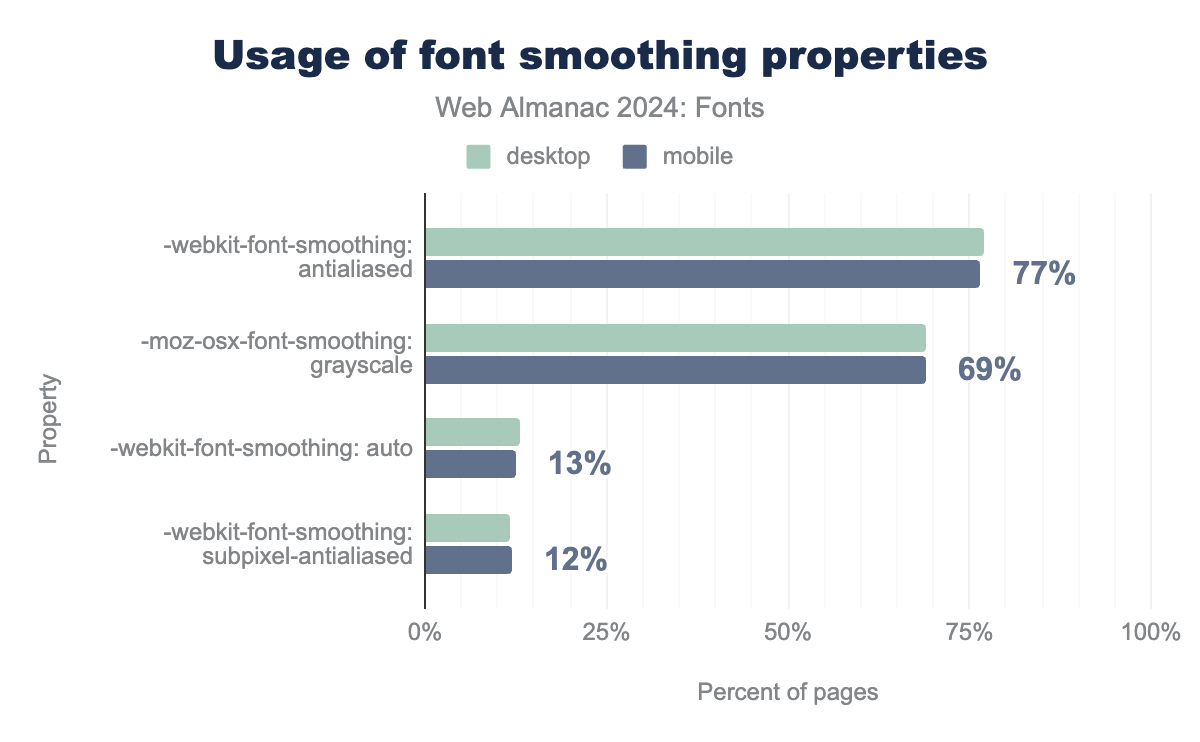 Usage of font smoothing properties
Web Almanac 2024: Fonts
desktop
mobile
-webkit-font-smoothing:
antialiased
77%
-moz-osx-font-smoothing:
grayscale
69%
Property
-webkit-font-smoothing: auto
13%
-webkit-font-smoothing:
subpixel-antialiased
12%
0%
25%
50%
75%
100%
Percent of pages